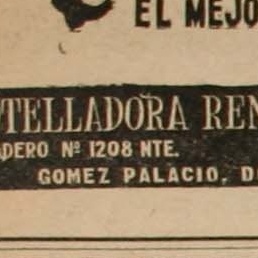 EL MEJO
TELLADORA REN
DERO Nº 1208 NTE.
GOMEZ PALACIO, D